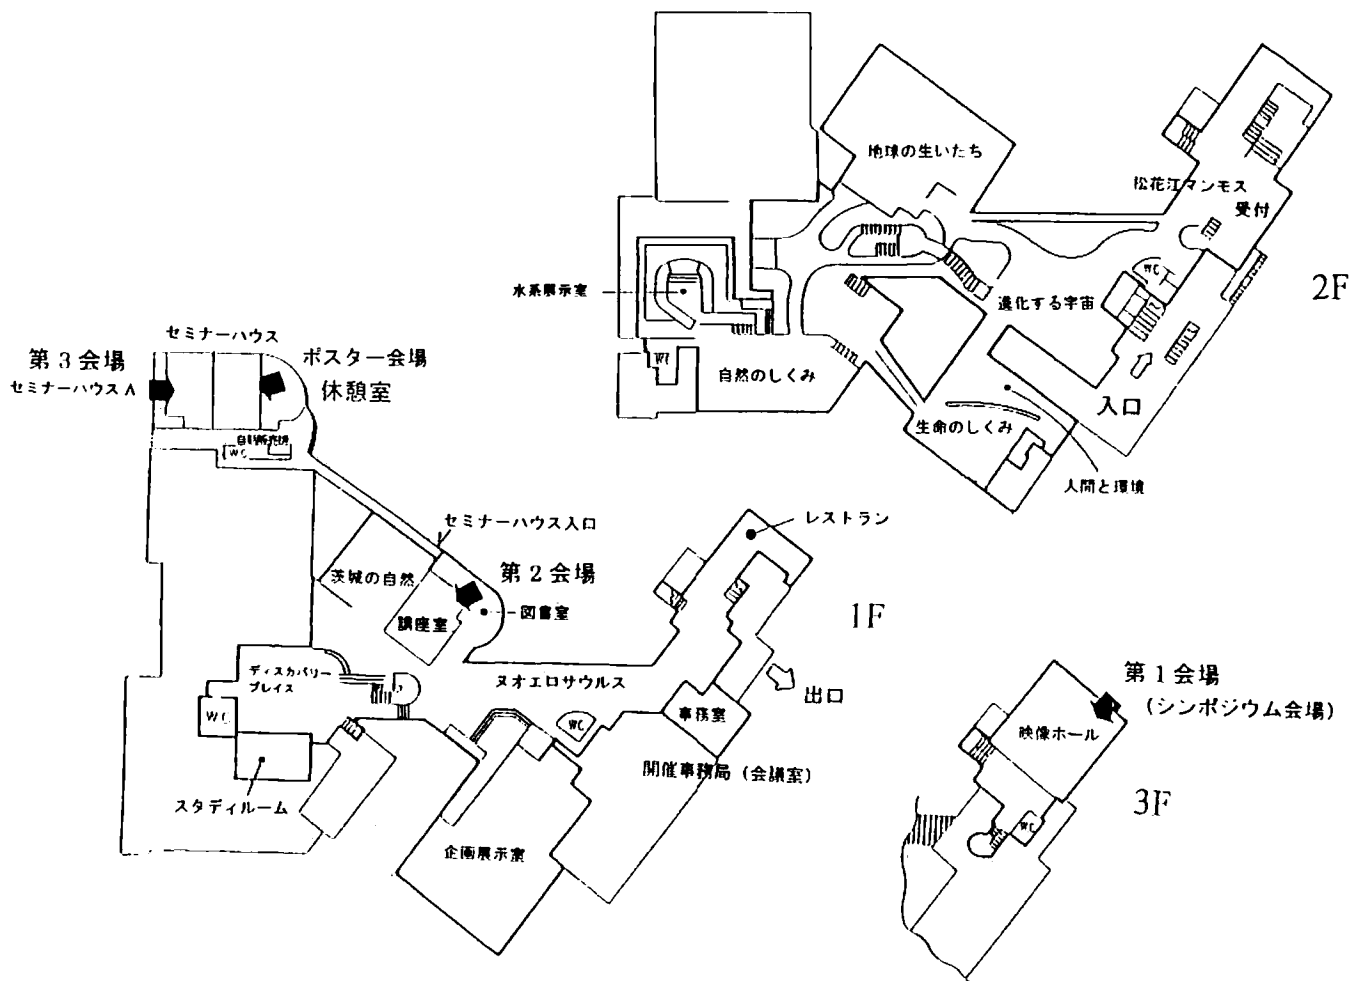 地球の生いたち
松花江マンモス
受付
WC
水系展示室
進化する宇宙
2F
自然のしくみ
入口
生命のしくみ
人間と環境
セミナーハウス
第3会場
セミナーハウスA
ポスター会場
休憩室
WC
セミナーハウス入口
レストラン
茨城の自然
第2会場
講座室
図書室
1F
ディスカバリー
プレイス
ヌオエロサウルス
出口
WC
WC
事務室
開催事務局（会議室）
スタディルーム
企画展示室
第1会場
（シンポジウム会場）
映像ホール
3F
WC